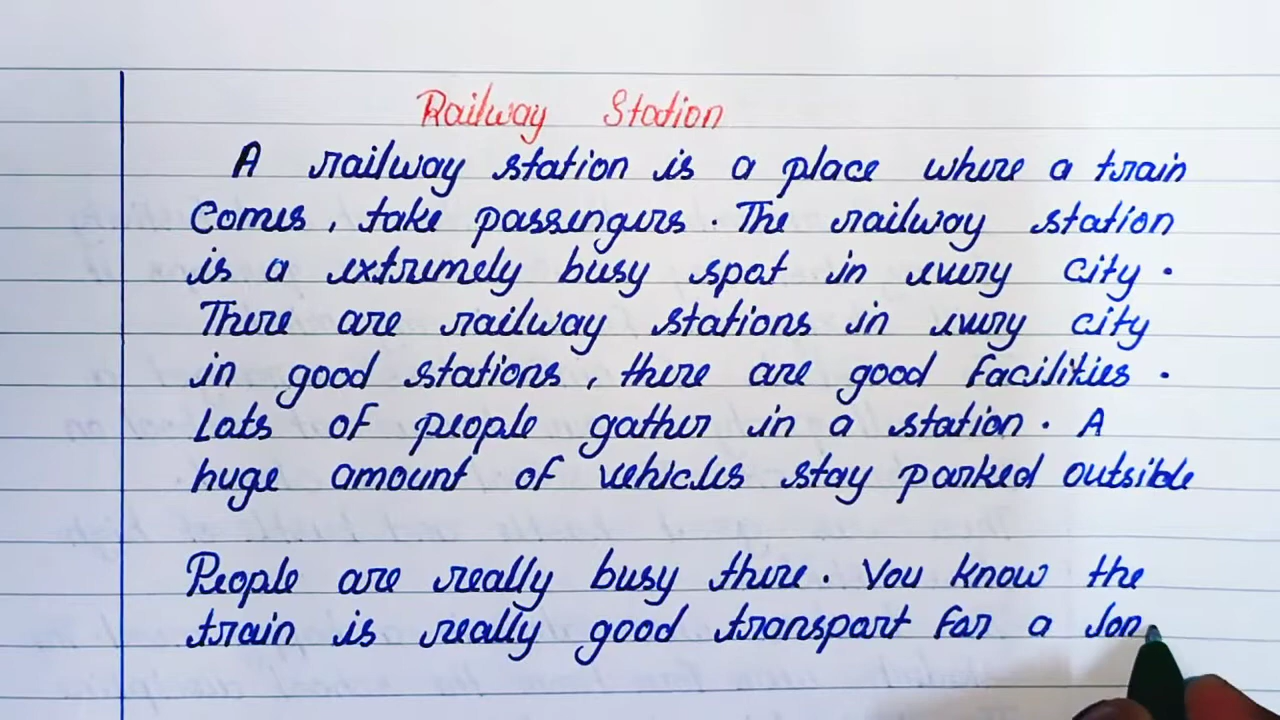 Railway Station
A railway station is a place where a train
Comes, take passengers. The railway station
is a extremely busy spot in every city.
There are railway stations in every city
in good stations, there are good facilities.
Lots of people gather in a station. A
huge amount of vehicles stay parked outsible
People are really busy there. You know the
train is really good transport for a lon